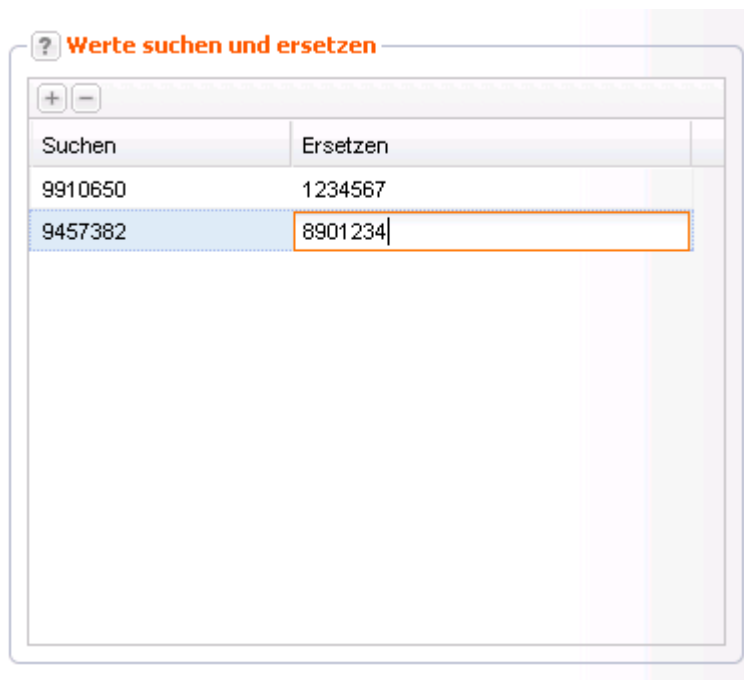 ? Werte suchen und ersetzen
+ −
Suchen Ersetzen
9910650 1234567
9457382 8901234